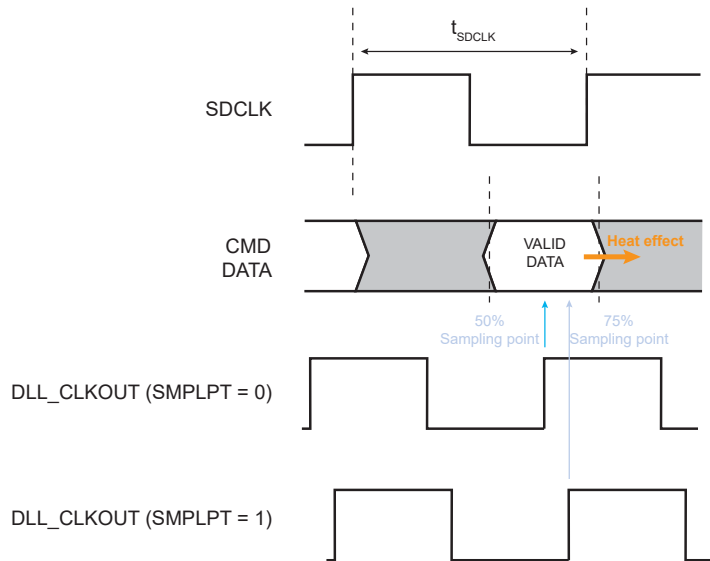 tSDCLK
SDCLK
CMD
DATA
VALID
DATA
Heat effect
50%
Sampling point
75%
Sampling point
DLL_CLKOUT (SMPLPT = 0)
DLL_CLKOUT (SMPLPT = 1)